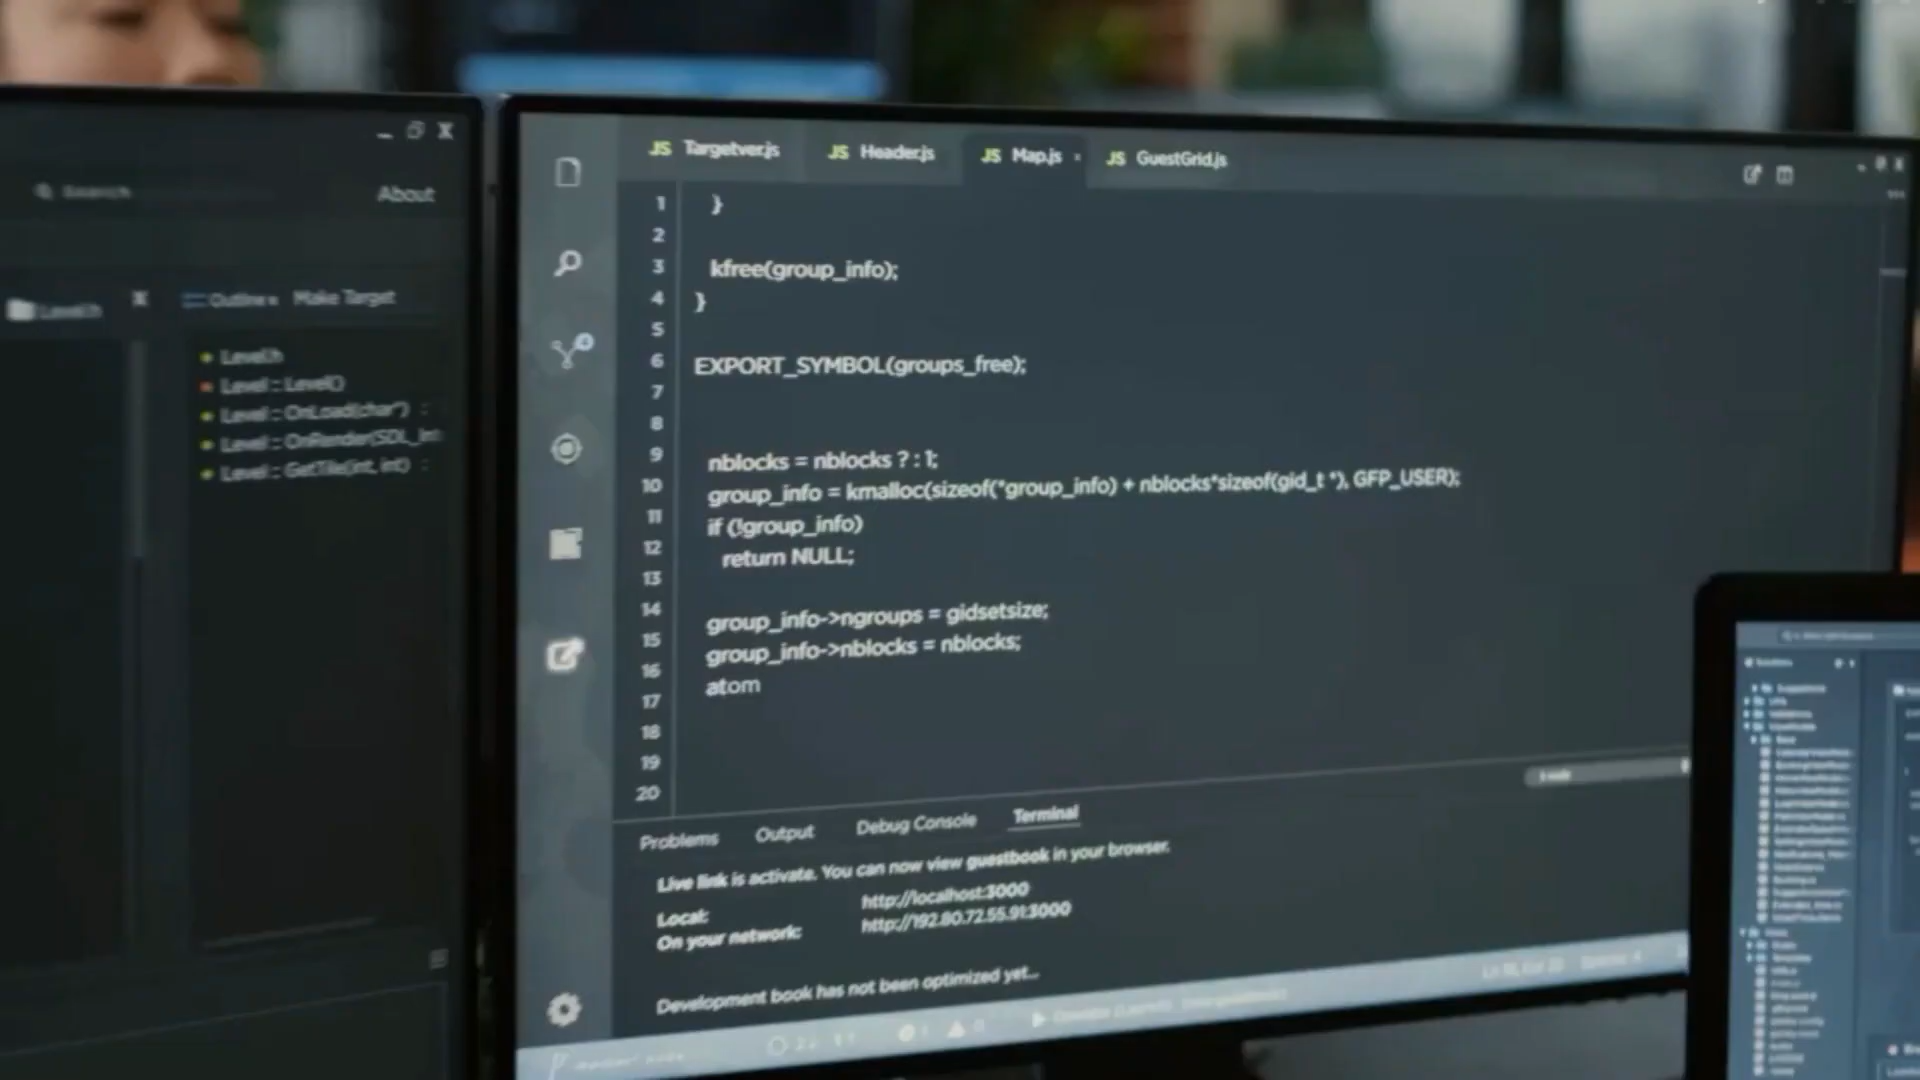 Search
About
Level.h
Outline
Make Target
Level.h
Level :: Level()
Level :: OnLoad(char*) :
Level :: OnRender(SDL_Int
Level :: GetTile(int, int) :
JS Targetver.js
JS Header.js
JS Map.js
JS GuestGrid.js
1 }
2
3 kfree(group_info);
4 }
5
6 EXPORT_SYMBOL(groups_free);
7
8
9 nblocks = nblocks ? : 1;
10 group_info = kmalloc(sizeof(*group_info) + nblocks*sizeof(gid_t *), GFP_USER);
11 if (!group_info)
12 return NULL;
13
14 group_info->ngroups = gidsetsize;
15 group_info->nblocks = nblocks;
16 atom
17
18
19
20
Problems
Output
Debug Console
Terminal
Live link is activate. You can now view guestbook in your browser.
Local: http://localhost:3000
On your network: http://192.80.72.55.91:3000
Development book has not been optimized yet...